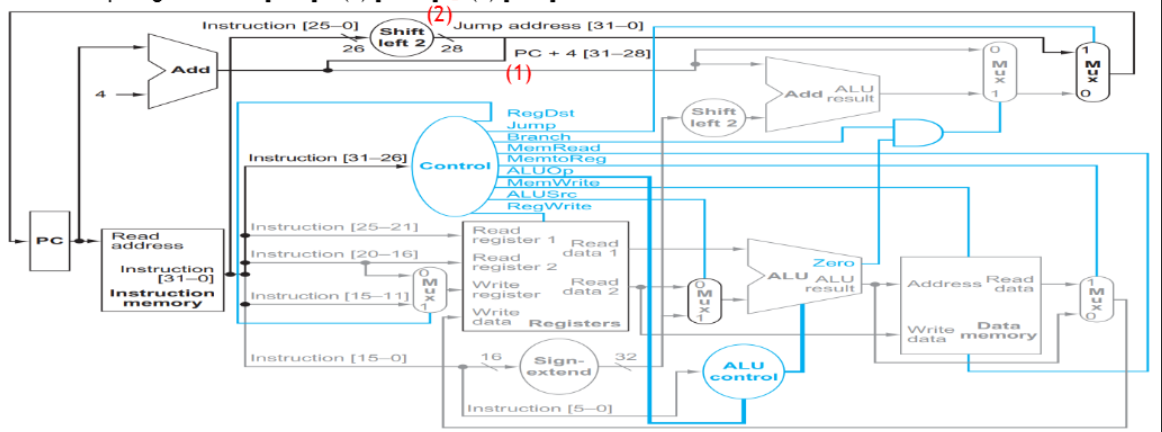 (2)
Instruction [25–0]
Shift
left 2
Jump address [31–0]
26
28
PC + 4 [31–28]
(1)
Add
4
0
M
u
x
1
1
M
u
x
0
Add
ALU
result
Shift
left 2
RegDst
Jump
Branch
MemRead
MemtoReg
ALUOp
MemWrite
ALUSrc
RegWrite
Instruction [31–26]
Control
PC
Read
address
Instruction
[31–0]
Instruction
memory
Instruction [25–21]
Instruction [20–16]
Instruction [15–11]
0
M
u
x
1
Read
register 1
Read
data 1
Read
register 2
Write
register
Read
data 2
Write
data
Registers
0
M
u
x
1
Zero
ALU
ALU
result
Address
Read
data
Write
data
Data
memory
1
M
u
x
0
Instruction [15–0]
16
Sign-
extend
32
ALU
control
Instruction [5–0]